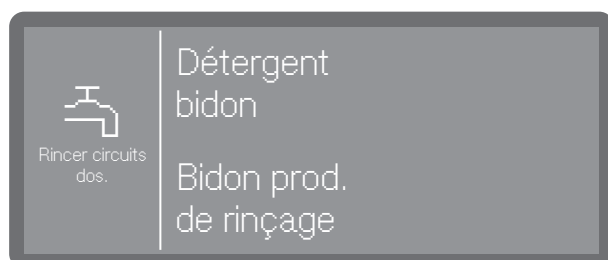 Rincer circuits
dos.
Détergent
bidon
Bidon prod.
de rinçage